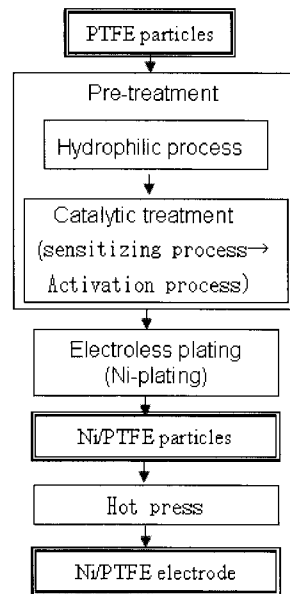 PTFE particles
Pre-treatment
Hydrophilic process
Catalytic treatment
(sensitizing process→
Activation process)
Electroless plating
(Ni-plating)
Ni/PTFE particles
Hot press
Ni/PTFE electrode